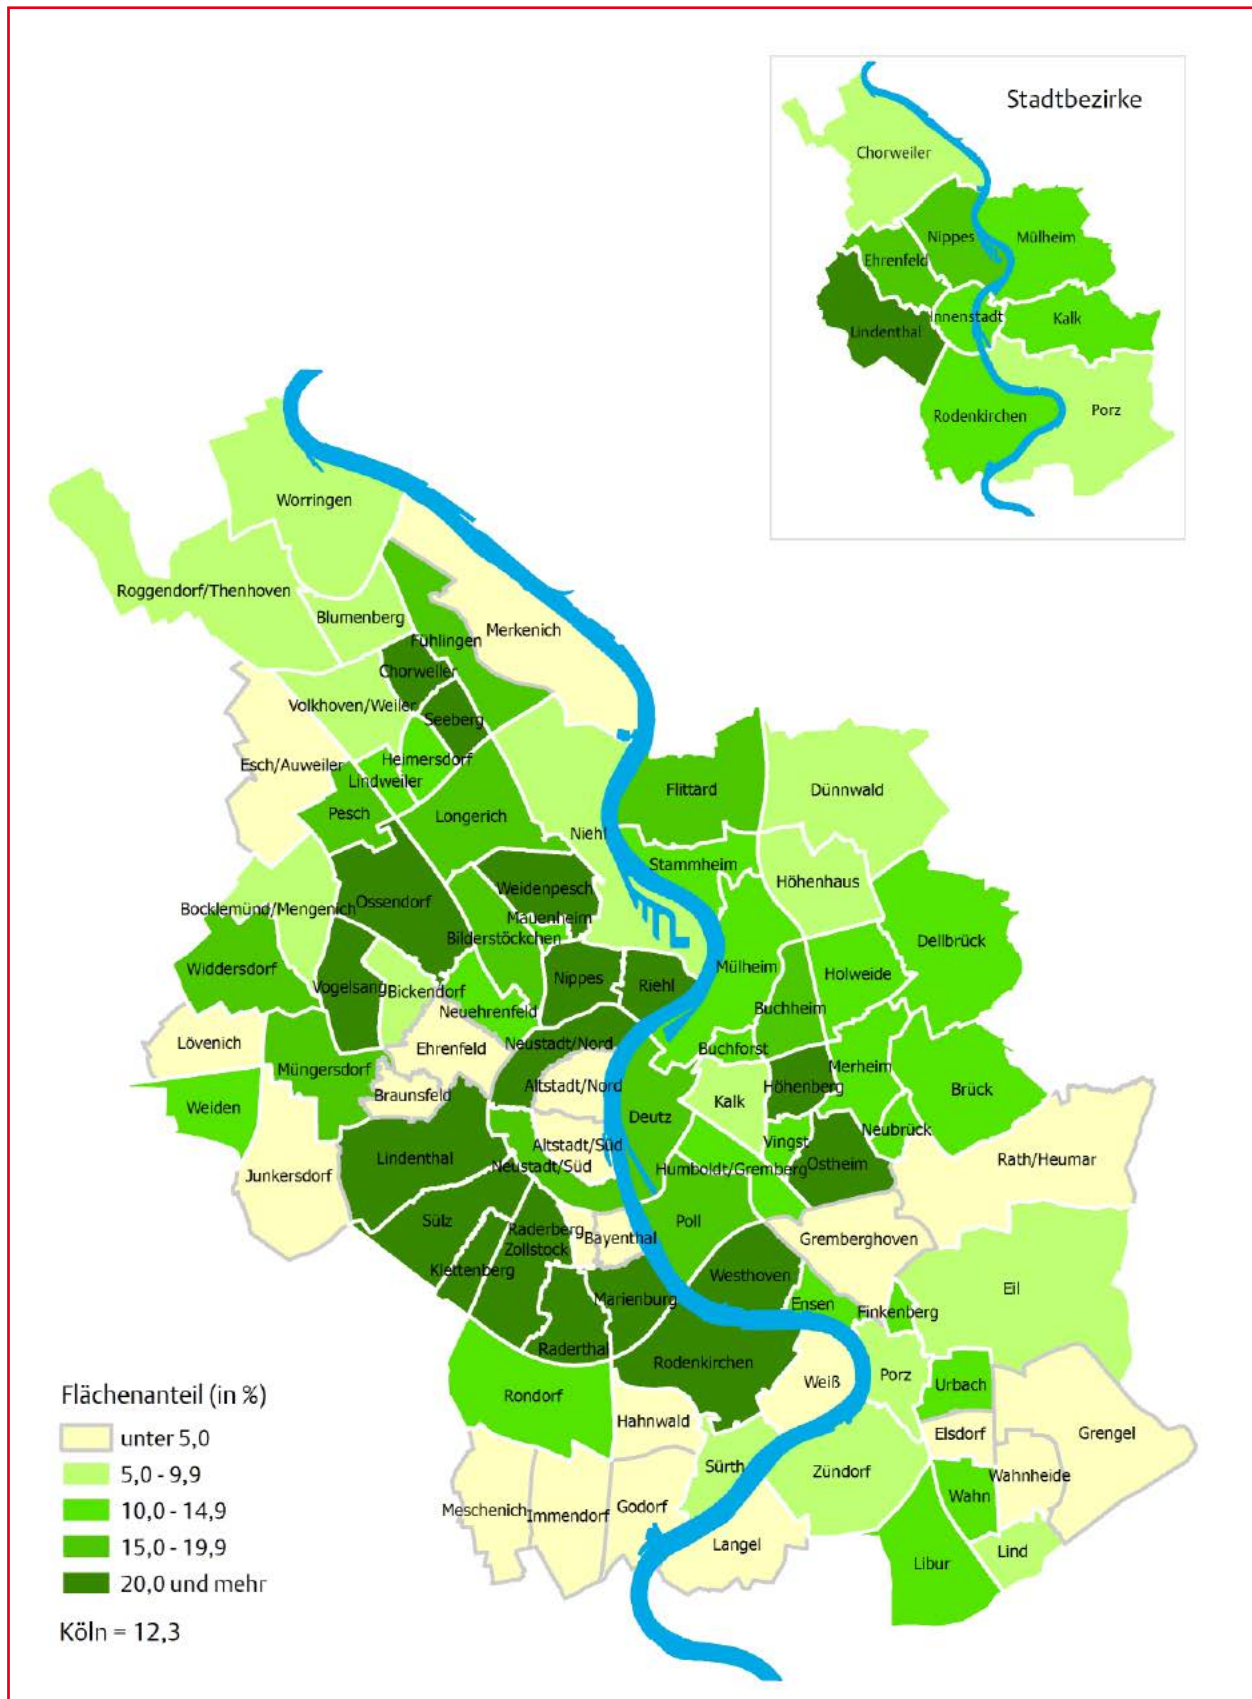 Stadtbezirke
Chorweiler
Nippes
Mülheim
Ehrenfeld
Innenstadt
Kalk
Lindenthal
Porz
Rodenkirchen
Worringen
Roggendorf/Thenhoven
Blumenberg
Merkenich
Fühlingen
Chorweiler
Volkhoven/Weiler
Seeberg
Esch/Auweiler
Heimersdorf
Lindweiler
Flittard
Dünnwald
Pesch
Longerich
Niehl
Stammheim
Höhenhaus
Weidenpesch
Ossendorf
Bocklemünd/Mengenich
Mauenheim
Bilderstöckchen
Dellbrück
Widdersdorf
Mülheim
Holweide
Nippes
Riehl
Vogelsang
Bickendorf
Buchheim
Neuehrenfeld
Lövenich
Ehrenfeld
Neustadt/Nord
Buchforst
Merheim
Müngersdorf
Braunsfeld
Altstadt/Nord
Höhenberg
Brück
Weiden
Kalk
Deutz
Neubrück
Vingst
Altstadt/Süd
Lindenthal
Neustadt/Süd
Humboldt/Gremberg
Ostheim
Rath/Heumar
Junkersdorf
Sülz
Raderberg
Zollstock
Bayenthal
Poll
Gremberghoven
Klettenberg
Westhoven
Eil
Marienburg
Ensen
Finkenberg
Raderthal
Rodenkirchen
Weiß
Porz
Urbach
Rondorf
Hahnwald
Elsdorf
Grengel
Sürth
Zündorf
Wahnheide
Wahn
Meschenich
Immendorf
Godorf
Langel
Libur
Lind
Flächenanteil (in %)
unter 5,0
5,0 - 9,9
10,0 - 14,9
15,0 - 19,9
20,0 und mehr
Köln = 12,3